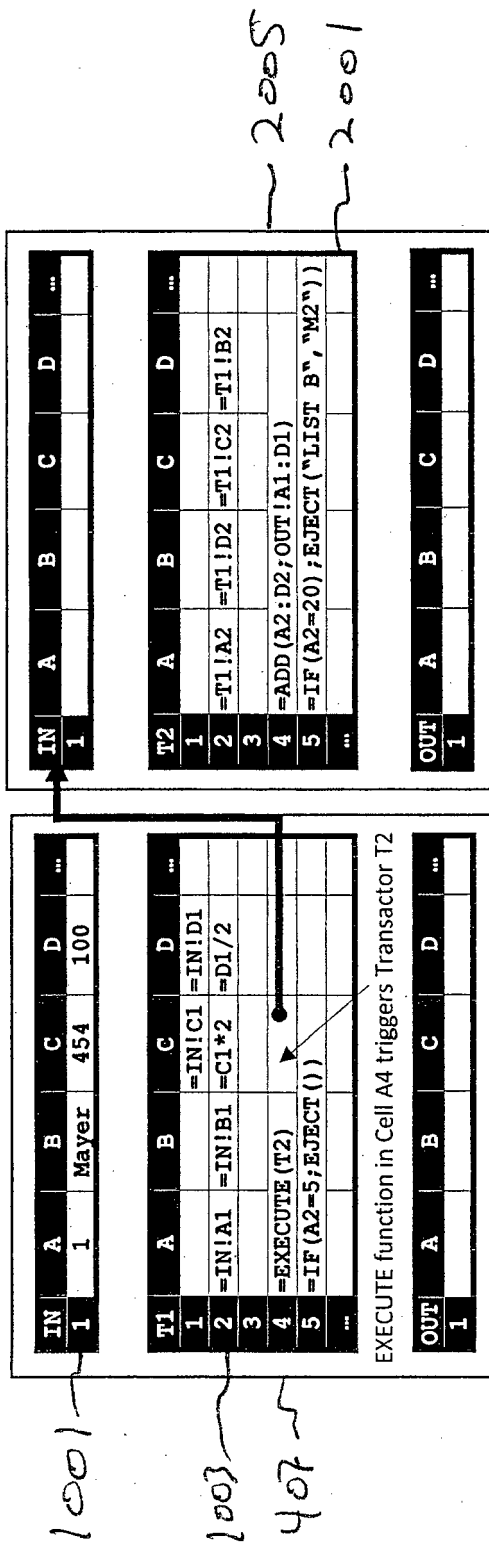 1001
IN A B C D ...
1 1 Mayer 454 100
1003
407
T1 A B C D ...
1 =IN!C1 =IN!D1
2 =IN!A1 =IN!B1 =C1*2 =D1/2
3
4 =EXECUTE(T2)
5 =IF(A2=5;EJECT())
...
EXECUTE function in Cell A4 triggers Transactor T2
OUT A B C D ...
1
IN A B C D ...
1
T2 A B C D ...
1
2 =T1!A2 =T1!D2 =T1!C2 =T1!B2
3
4 =ADD(A2:D2;OUT!A1:D1)
5 =IF(A2=20);EJECT("LIST B","M2"))
...
OUT A B C D ...
1
2005
2001